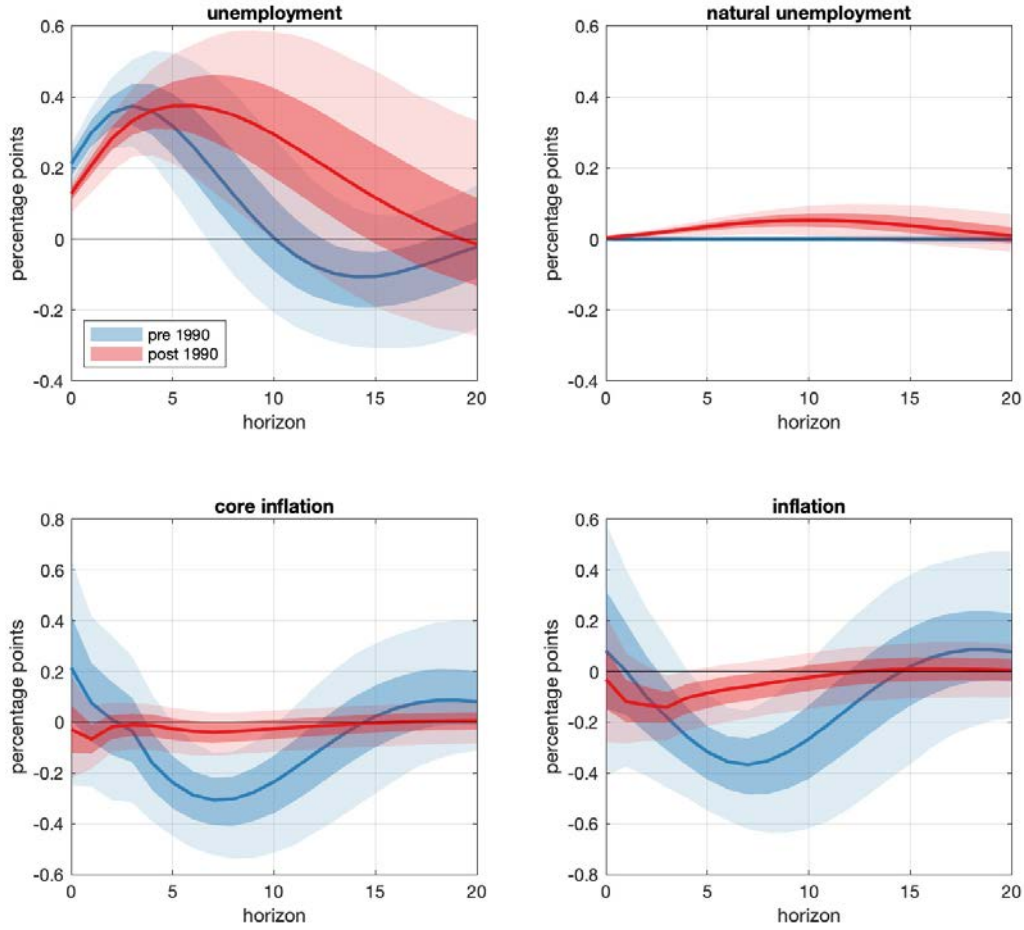 unemployment
0.6
0.4
0.2
0
-0.2
-0.4
percentage points
pre 1990
post 1990
0 5 10 15 20
horizon
natural unemployment
0.6
0.4
0.2
0
-0.2
-0.4
percentage points
0 5 10 15 20
horizon
core inflation
0.8
0.6
0.4
0.2
0
-0.2
-0.4
-0.6
percentage points
0 5 10 15 20
horizon
inflation
0.6
0.4
0.2
0
-0.2
-0.4
-0.6
-0.8
percentage points
0 5 10 15 20
horizon